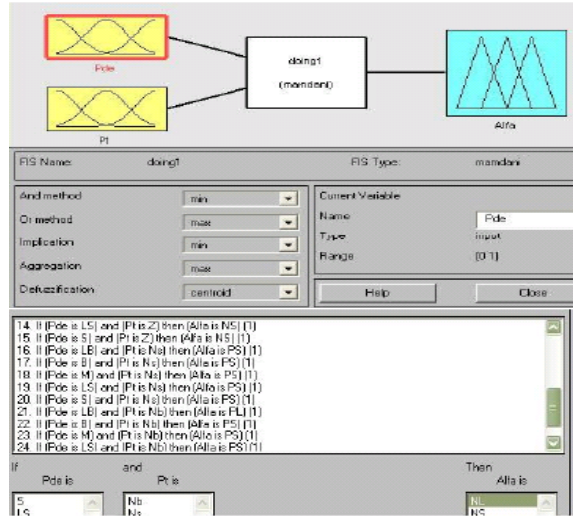 Pde
doing1
(mamdani)
Pt
Alfa
FIS Name: doing1 FIS Type: mamdani
And method min
Or method max
Implication min
Aggregation max
Defuzzification centroid
Current Variable
Name Pde
Type input
Range [0 1]
Help Close
14. If (Pde is LS) and (Pt is Z) then (Alfa is NS) (1)
15. If (Pde is S) and (Pt is Z) then (Alfa is NS) (1)
16. If (Pde is LB) and (Pt is Ns) then (Alfa is PS) (1)
17. If (Pde is B) and (Pt is Ns) then (Alfa is PS) (1)
18. If (Pde is M) and (Pt is Ns) then (Alfa is PS) (1)
19. If (Pde is LS) and (Pt is Ns) then (Alfa is PS) (1)
20. If (Pde is S) and (Pt is Ns) then (Alfa is PS) (1)
21. If (Pde is LB) and (Pt is Nb) then (Alfa is PL) (1)
22. If (Pde is B) and (Pt is Nb) then (Alfa is PS) (1)
23. If (Pde is M) and (Pt is Nb) then (Alfa is PS) (1)
24. If (Pde is LS) and (Pt is Nb) then (Alfa is PS) (1)
If and Then
Pde is Pt is Alfa is
S Nb NL
LS Ns NS